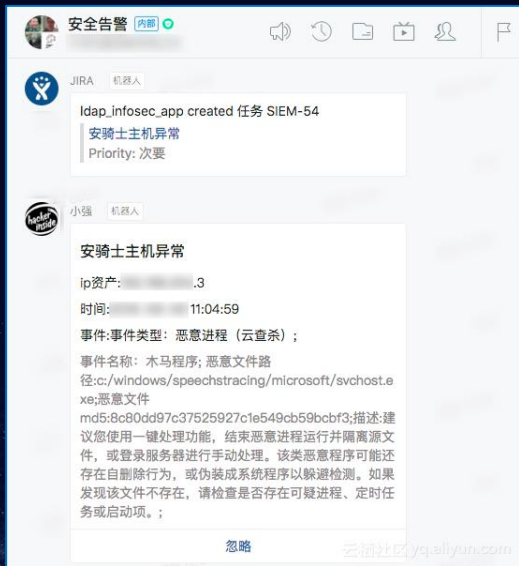 安全告警 内部
JIRA 机器人
ldap_infosec_app created 任务 SIEM-54
安骑士主机异常
Priority: 次要
hacker
inside
小强 机器人
安骑士主机异常
ip资产: .3
时间: 11:04:59
事件:事件类型：恶意进程（云查杀）;
事件名称：木马程序; 恶意文件路
径:c:/windows/speechstracing/microsoft/svchost.e
xe;恶意文件
md5:8c80dd97c37525927c1e549cb59bcbf3;描述:建
议您使用一键处理功能，结束恶意进程运行并隔离源文
件，或登录服务器进行手动处理。该类恶意程序可能还
存在自删除行为，或伪装成系统程序以躲避检测。如果
发现该文件不存在，请检查是否存在可疑进程、定时任
务或启动项。;
忽略
云栖社区 yq.aliyun.com